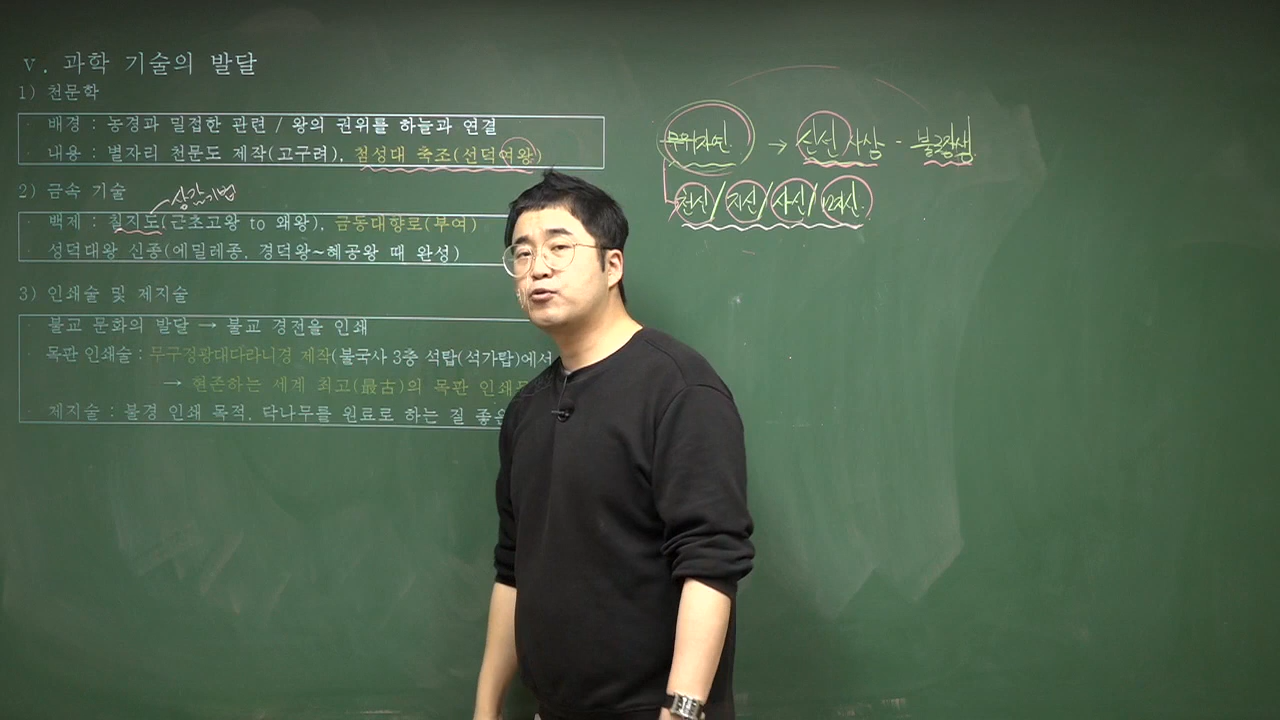 V. 과학 기술의 발달
1) 천문학
· 배경 : 농경과 밀접한 관련 / 왕의 권위를 하늘과 연결
· 내용 : 별자리 천문도 제작(고구려), 첨성대 축조(선덕여왕)
2) 금속 기술
상감기법
· 백제 : 칠지도(근초고왕 to 왜왕), 금동대향로(부여)
· 성덕대왕 신종(에밀레종, 경덕왕~혜공왕 때 완성)
3) 인쇄술 및 제지술
· 불교 문화의 발달 → 불교 경전을 인쇄
· 목판 인쇄술 : 무구정광대다라니경 제작(불국사 3층 석탑(석가탑)에서
→ 현존하는 세계 최고(最古)의 목판 인쇄
· 제지술 : 불경 인쇄 목적, 닥나무를 원료로 하는 질 좋은
무위자연 → 신선 사상 - 불로장생
천신/지신/사신/